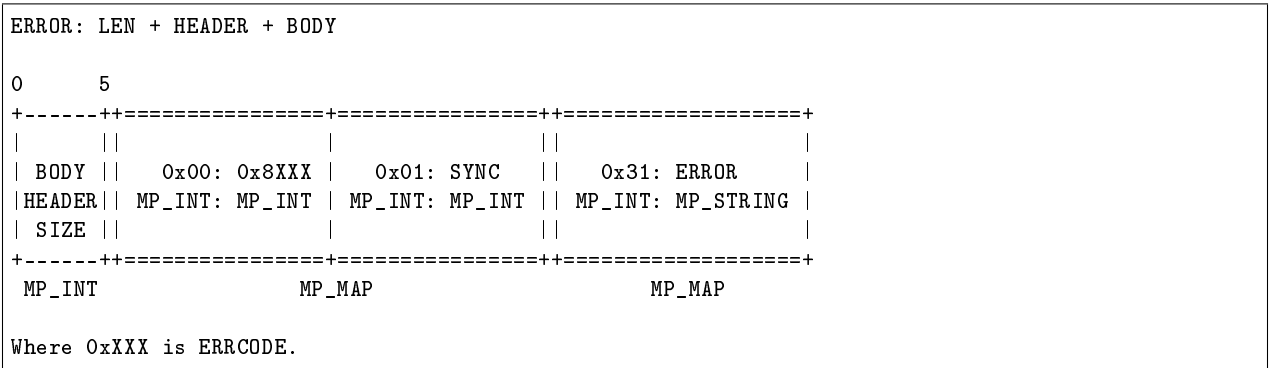 ERROR: LEN + HEADER + BODY

0      5
+------++================+================++===================+
|      ||                |                ||                   |
| BODY ||   0x00: 0x8XXX |   0x01: SYNC   ||   0x31: ERROR     |
|HEADER|| MP_INT: MP_INT | MP_INT: MP_INT || MP_INT: MP_STRING |
| SIZE ||                |                ||                   |
+------++================+================++===================+
 MP_INT                MP_MAP                      MP_MAP

Where 0xXXX is ERRCODE.